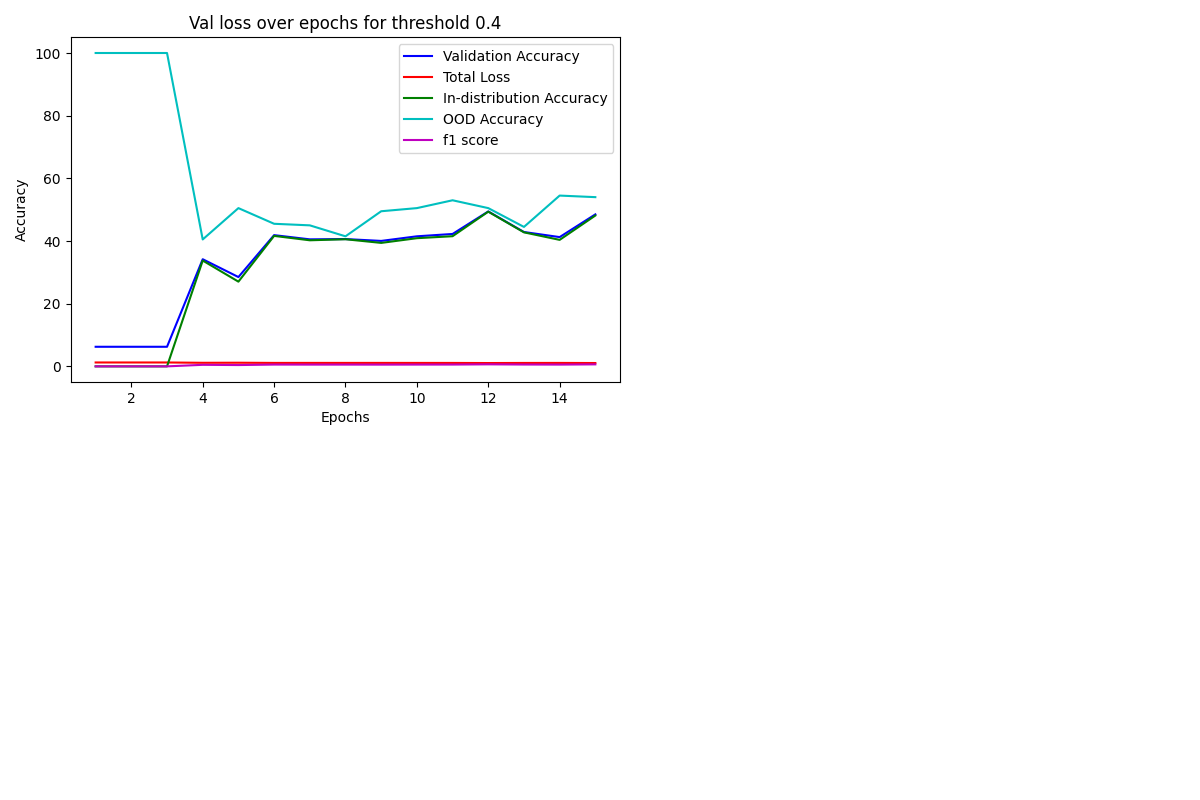 Val loss over epochs for threshold 0.4
Validation Accuracy
Total Loss
In-distribution Accuracy
OOD Accuracy
f1 score
Accuracy
100
80
60
40
20
0
2 4 6 8 10 12 14
Epochs